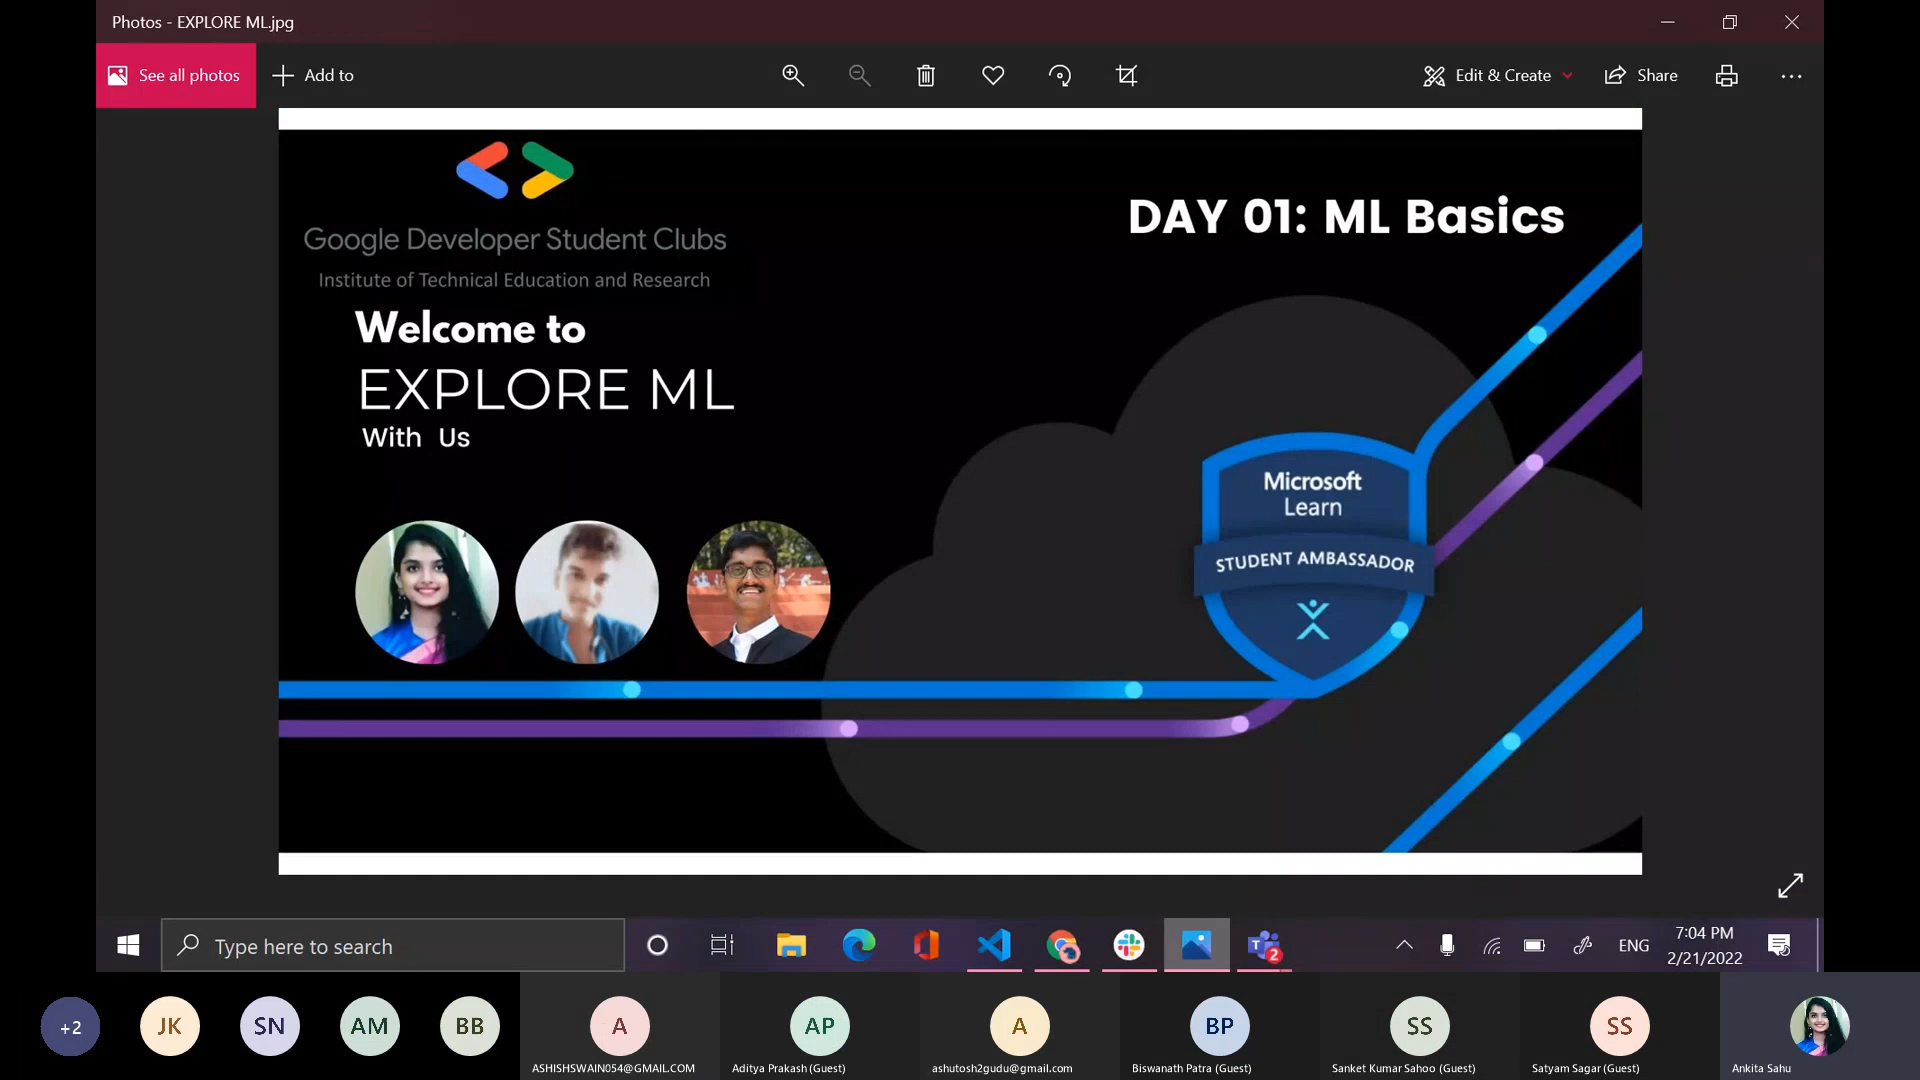 Photos - EXPLORE ML.jpg
See all photos
Add to
Edit & Create
Share
Google Developer Student Clubs
Institute of Technical Education and Research
DAY 01: ML Basics
Welcome to
EXPLORE ML
With Us
Microsoft
Learn
STUDENT AMBASSADOR
Type here to search
T
2
ENG
7:04 PM
2/21/2022
+2
JK
SN
AM
BB
A
ASHISHSWAIN054@GMAIL.COM
AP
Aditya Prakash (Guest)
A
ashutosh2gudu@gmail.com
BP
Biswanath Patra (Guest)
SS
Sanket Kumar Sahoo (Guest)
SS
Satyam Sagar (Guest)
Ankita Sahu